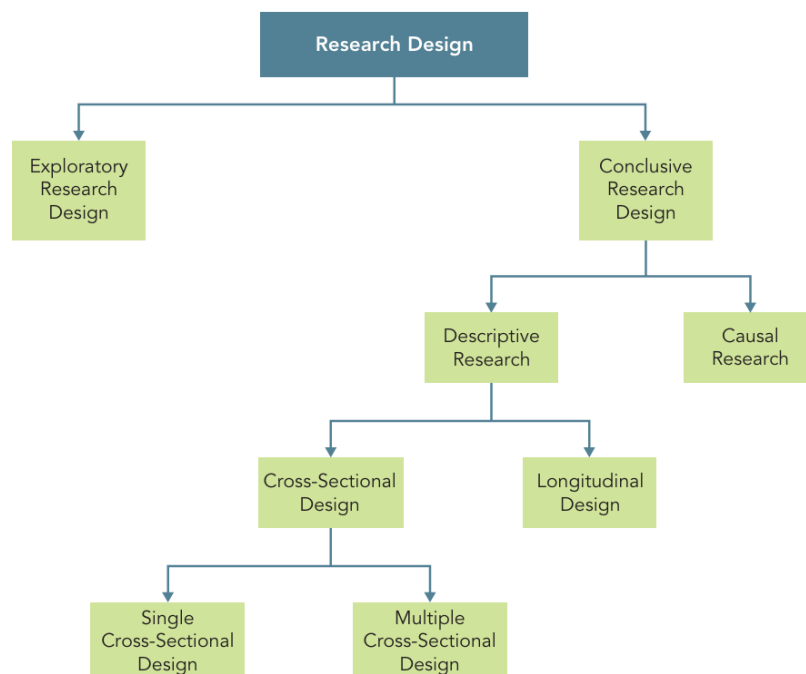 Research Design
Exploratory
Research
Design
Conclusive
Research
Design
Descriptive
Research
Causal
Research
Cross-Sectional
Design
Longitudinal
Design
Single
Cross-Sectional
Design
Multiple
Cross-Sectional
Design